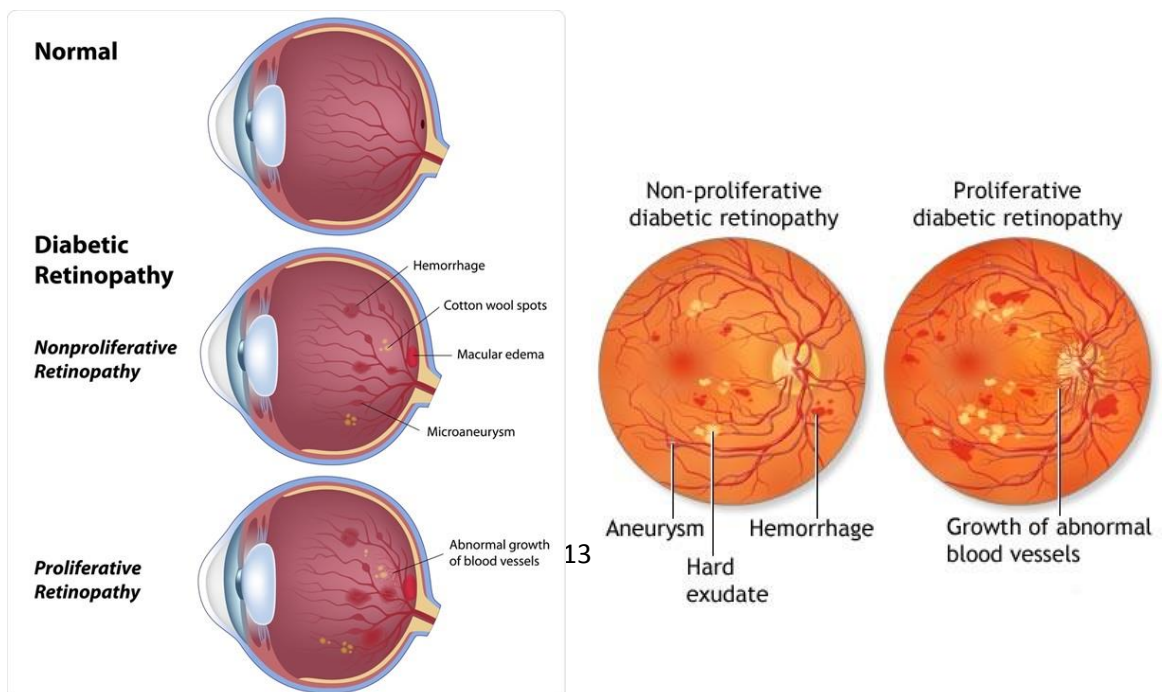 Normal
Diabetic
Retinopathy
Nonproliferative
Retinopathy
Hemorrhage
Cotton wool spots
Macular edema
Microaneurysm
Proliferative
Retinopathy
Abnormal growth
of blood vessels
13
Non-proliferative
diabetic retinopathy
Proliferative
diabetic retinopathy
Aneurysm
Hard
exudate
Hemorrhage
Growth of abnormal
blood vessels